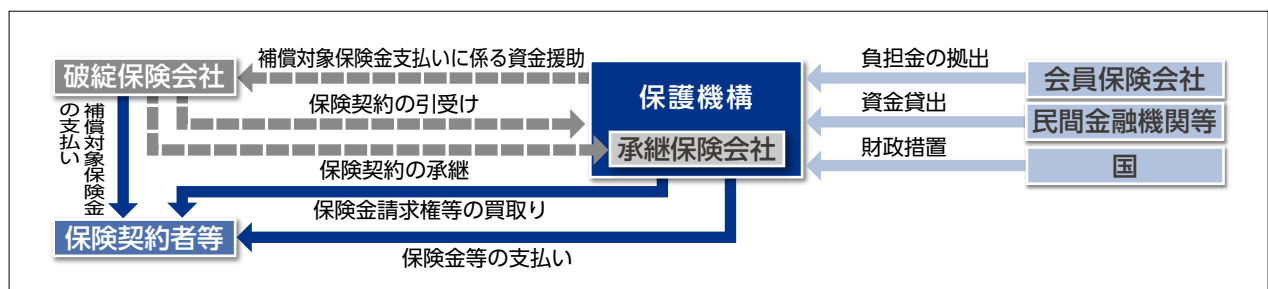 補償対象保険金支払いに係る資金援助
破綻保険会社
保険契約の引受け
補償対象保険金
の支払い
保険契約の承継
保護機構
承継保険会社
負担金の拠出
会員保険会社
資金貸出
民間金融機関等
財政措置
国
保険金請求権等の買取り
保険契約者等
保険金等の支払い